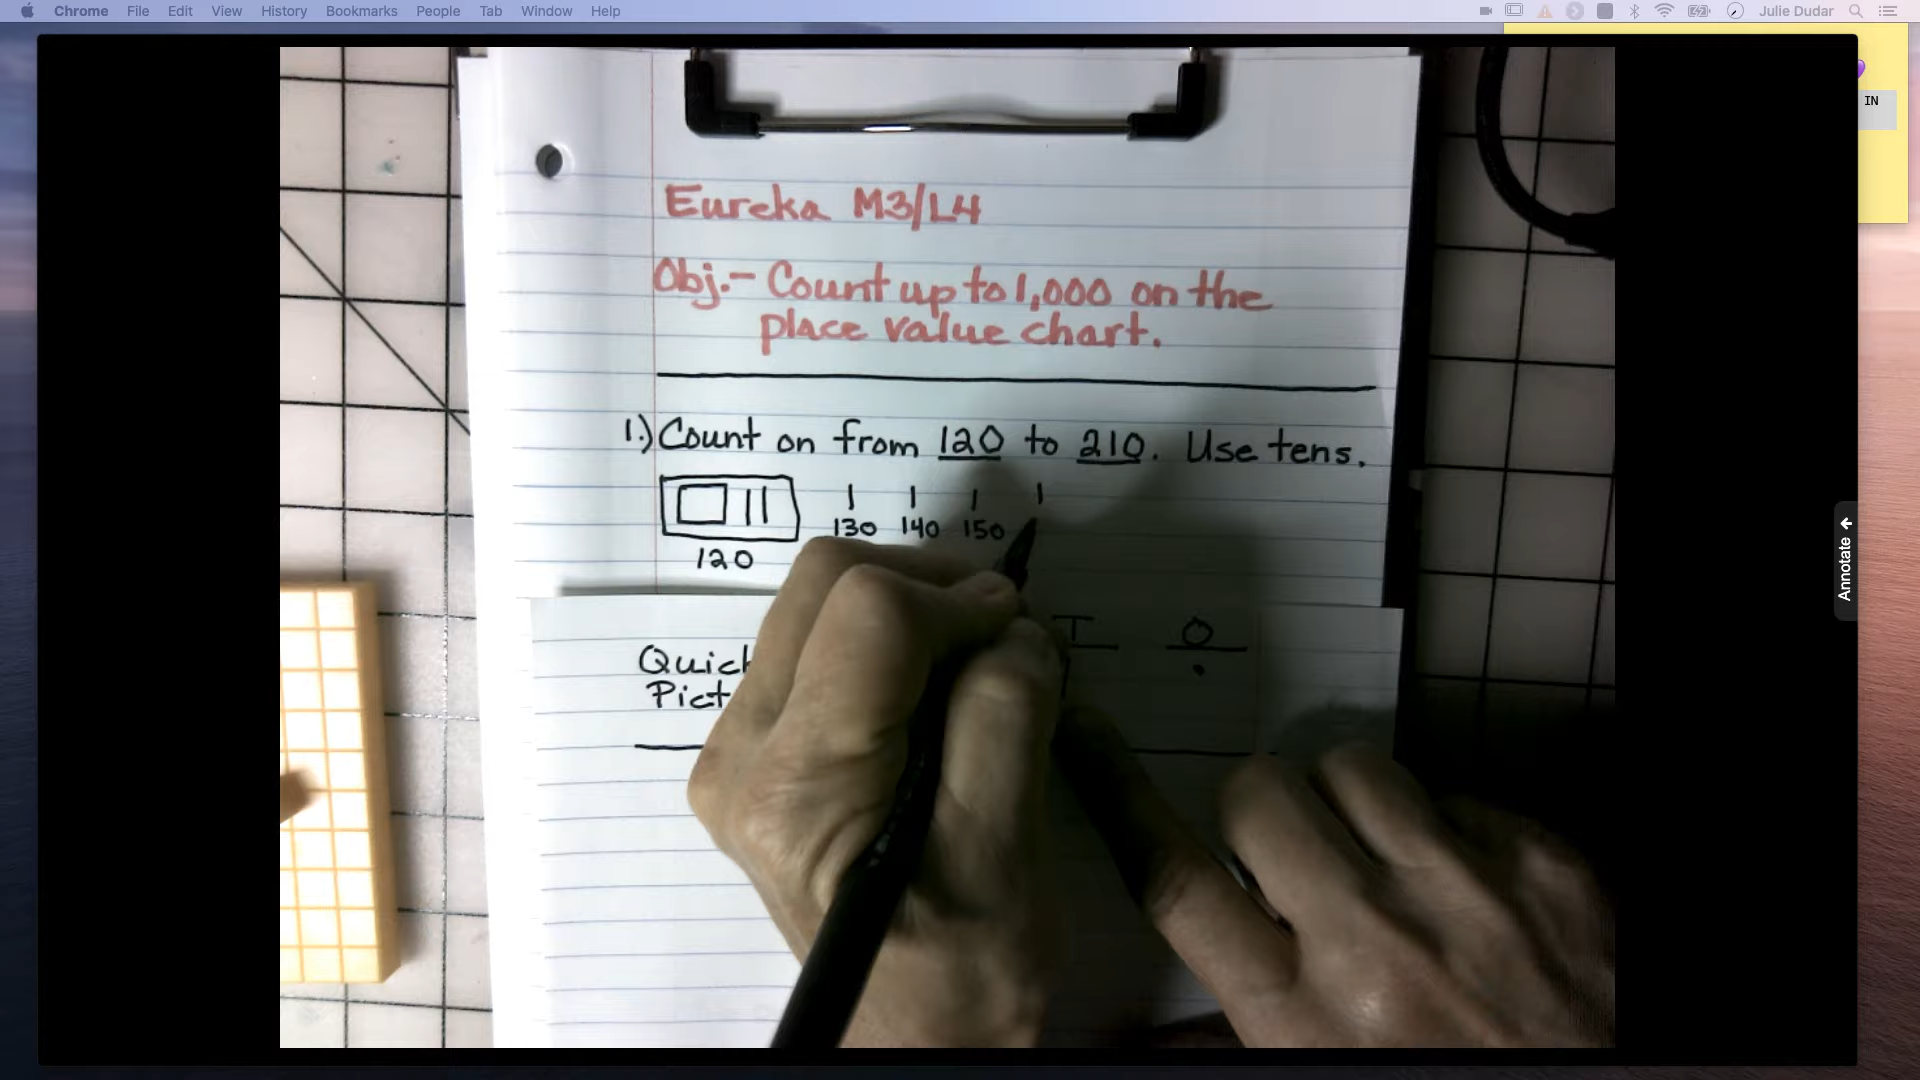 Chrome File Edit View History Bookmarks People Tab Window Help Julie Dudar
IN
Eureka M3/L4
Obj.- Count up to 1,000 on the
place value chart.
1.) Count on from 120 to 210. Use tens.
130 140 150
120
T O
Annotate